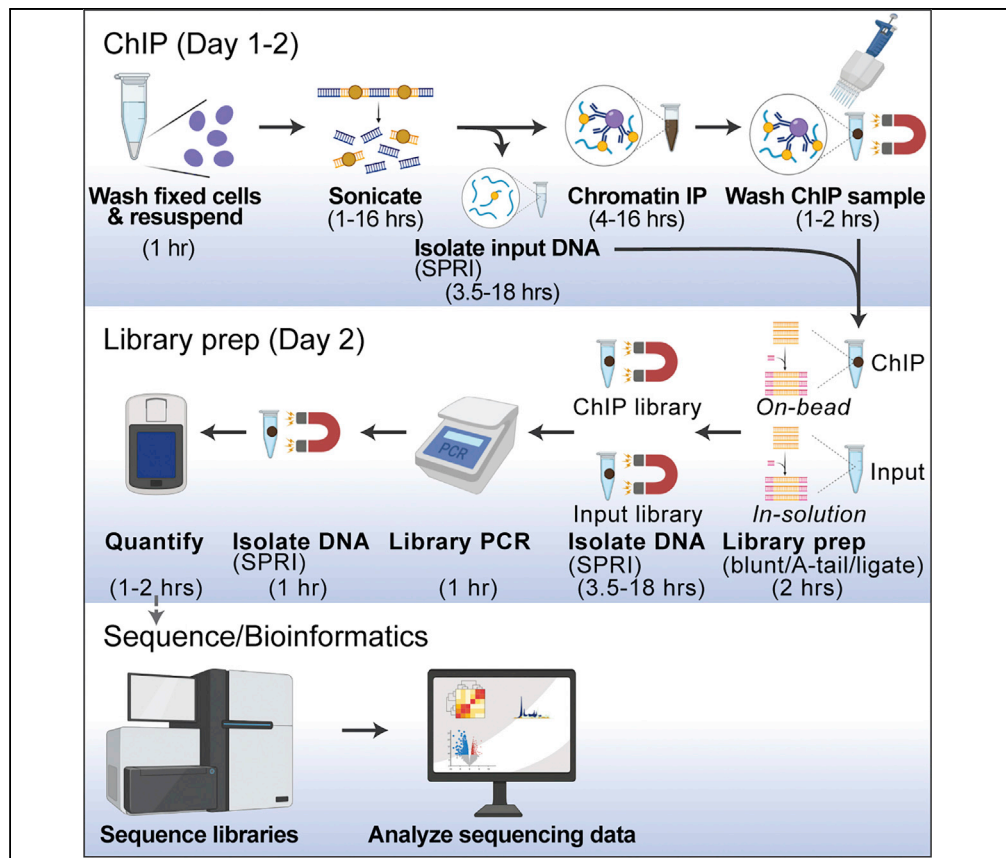 ChIP (Day 1-2)
Wash fixed cells
& resuspend
(1 hr)
Sonicate
(1-16 hrs)
Isolate input DNA
(SPRI)
(3.5-18 hrs)
Chromatin IP
(4-16 hrs)
Wash ChIP sample
(1-2 hrs)
Library prep (Day 2)
ChIP
On-bead
Input
In-solution
Library prep
(blunt/A-tail/ligate)
(2 hrs)
ChIP library
Input library
Isolate DNA
(SPRI)
(3.5-18 hrs)
PCR
Library PCR
(1 hr)
Isolate DNA
(SPRI)
(1 hr)
Quantify
(1-2 hrs)
Sequence/Bioinformatics
Sequence libraries
Analyze sequencing data